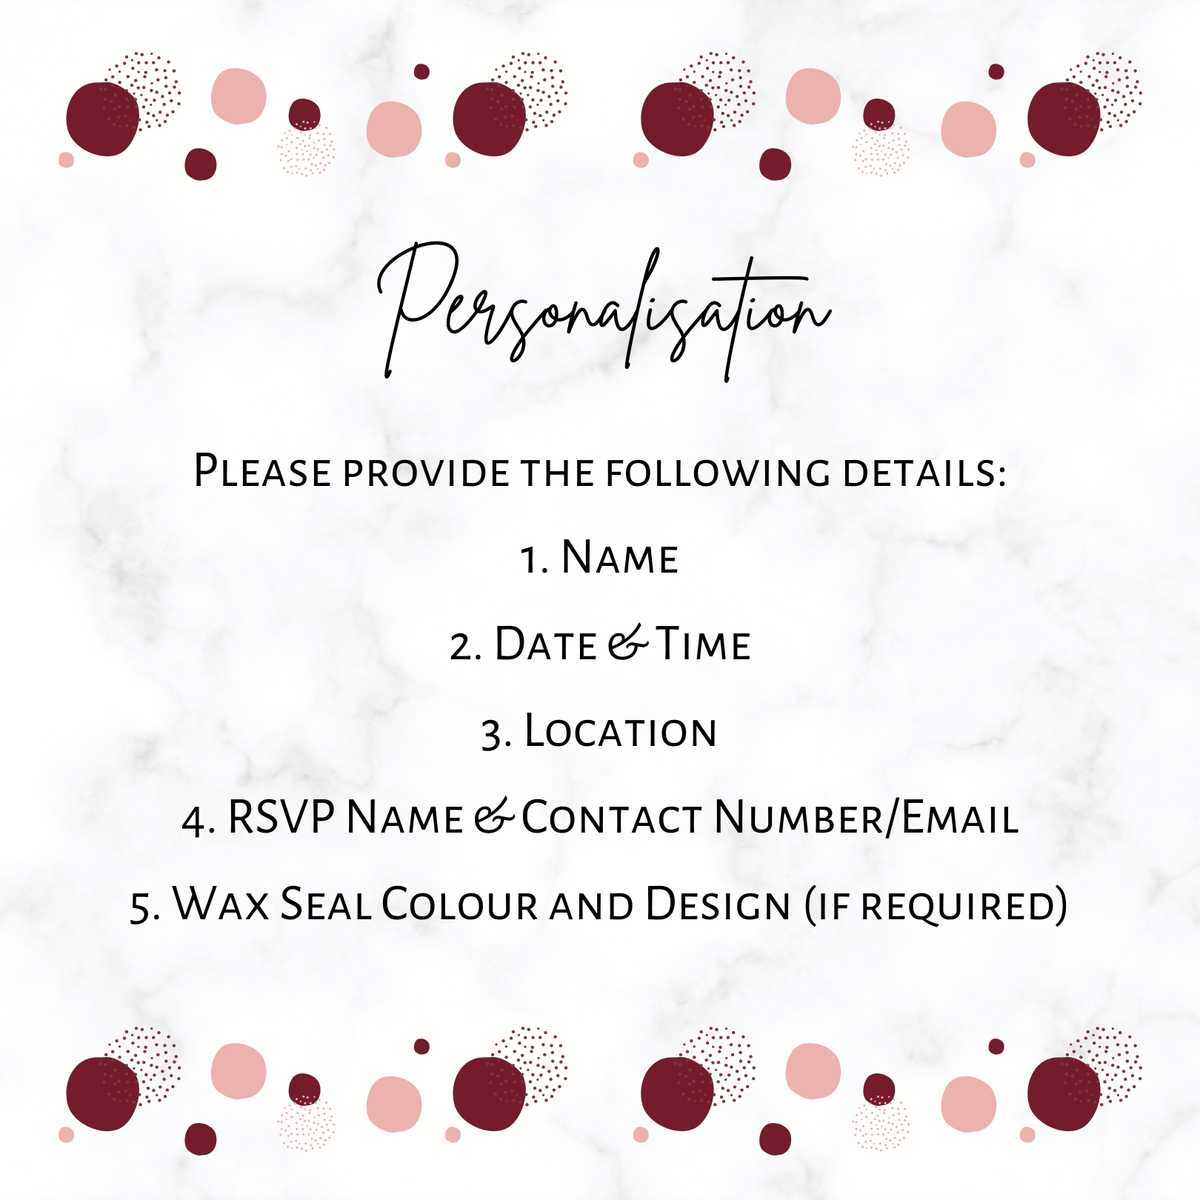 Personalisation
Please provide the following details:
1. Name
2. Date & Time
3. Location
4. RSVP Name & Contact Number/Email
5. Wax Seal Colour and Design (if required)